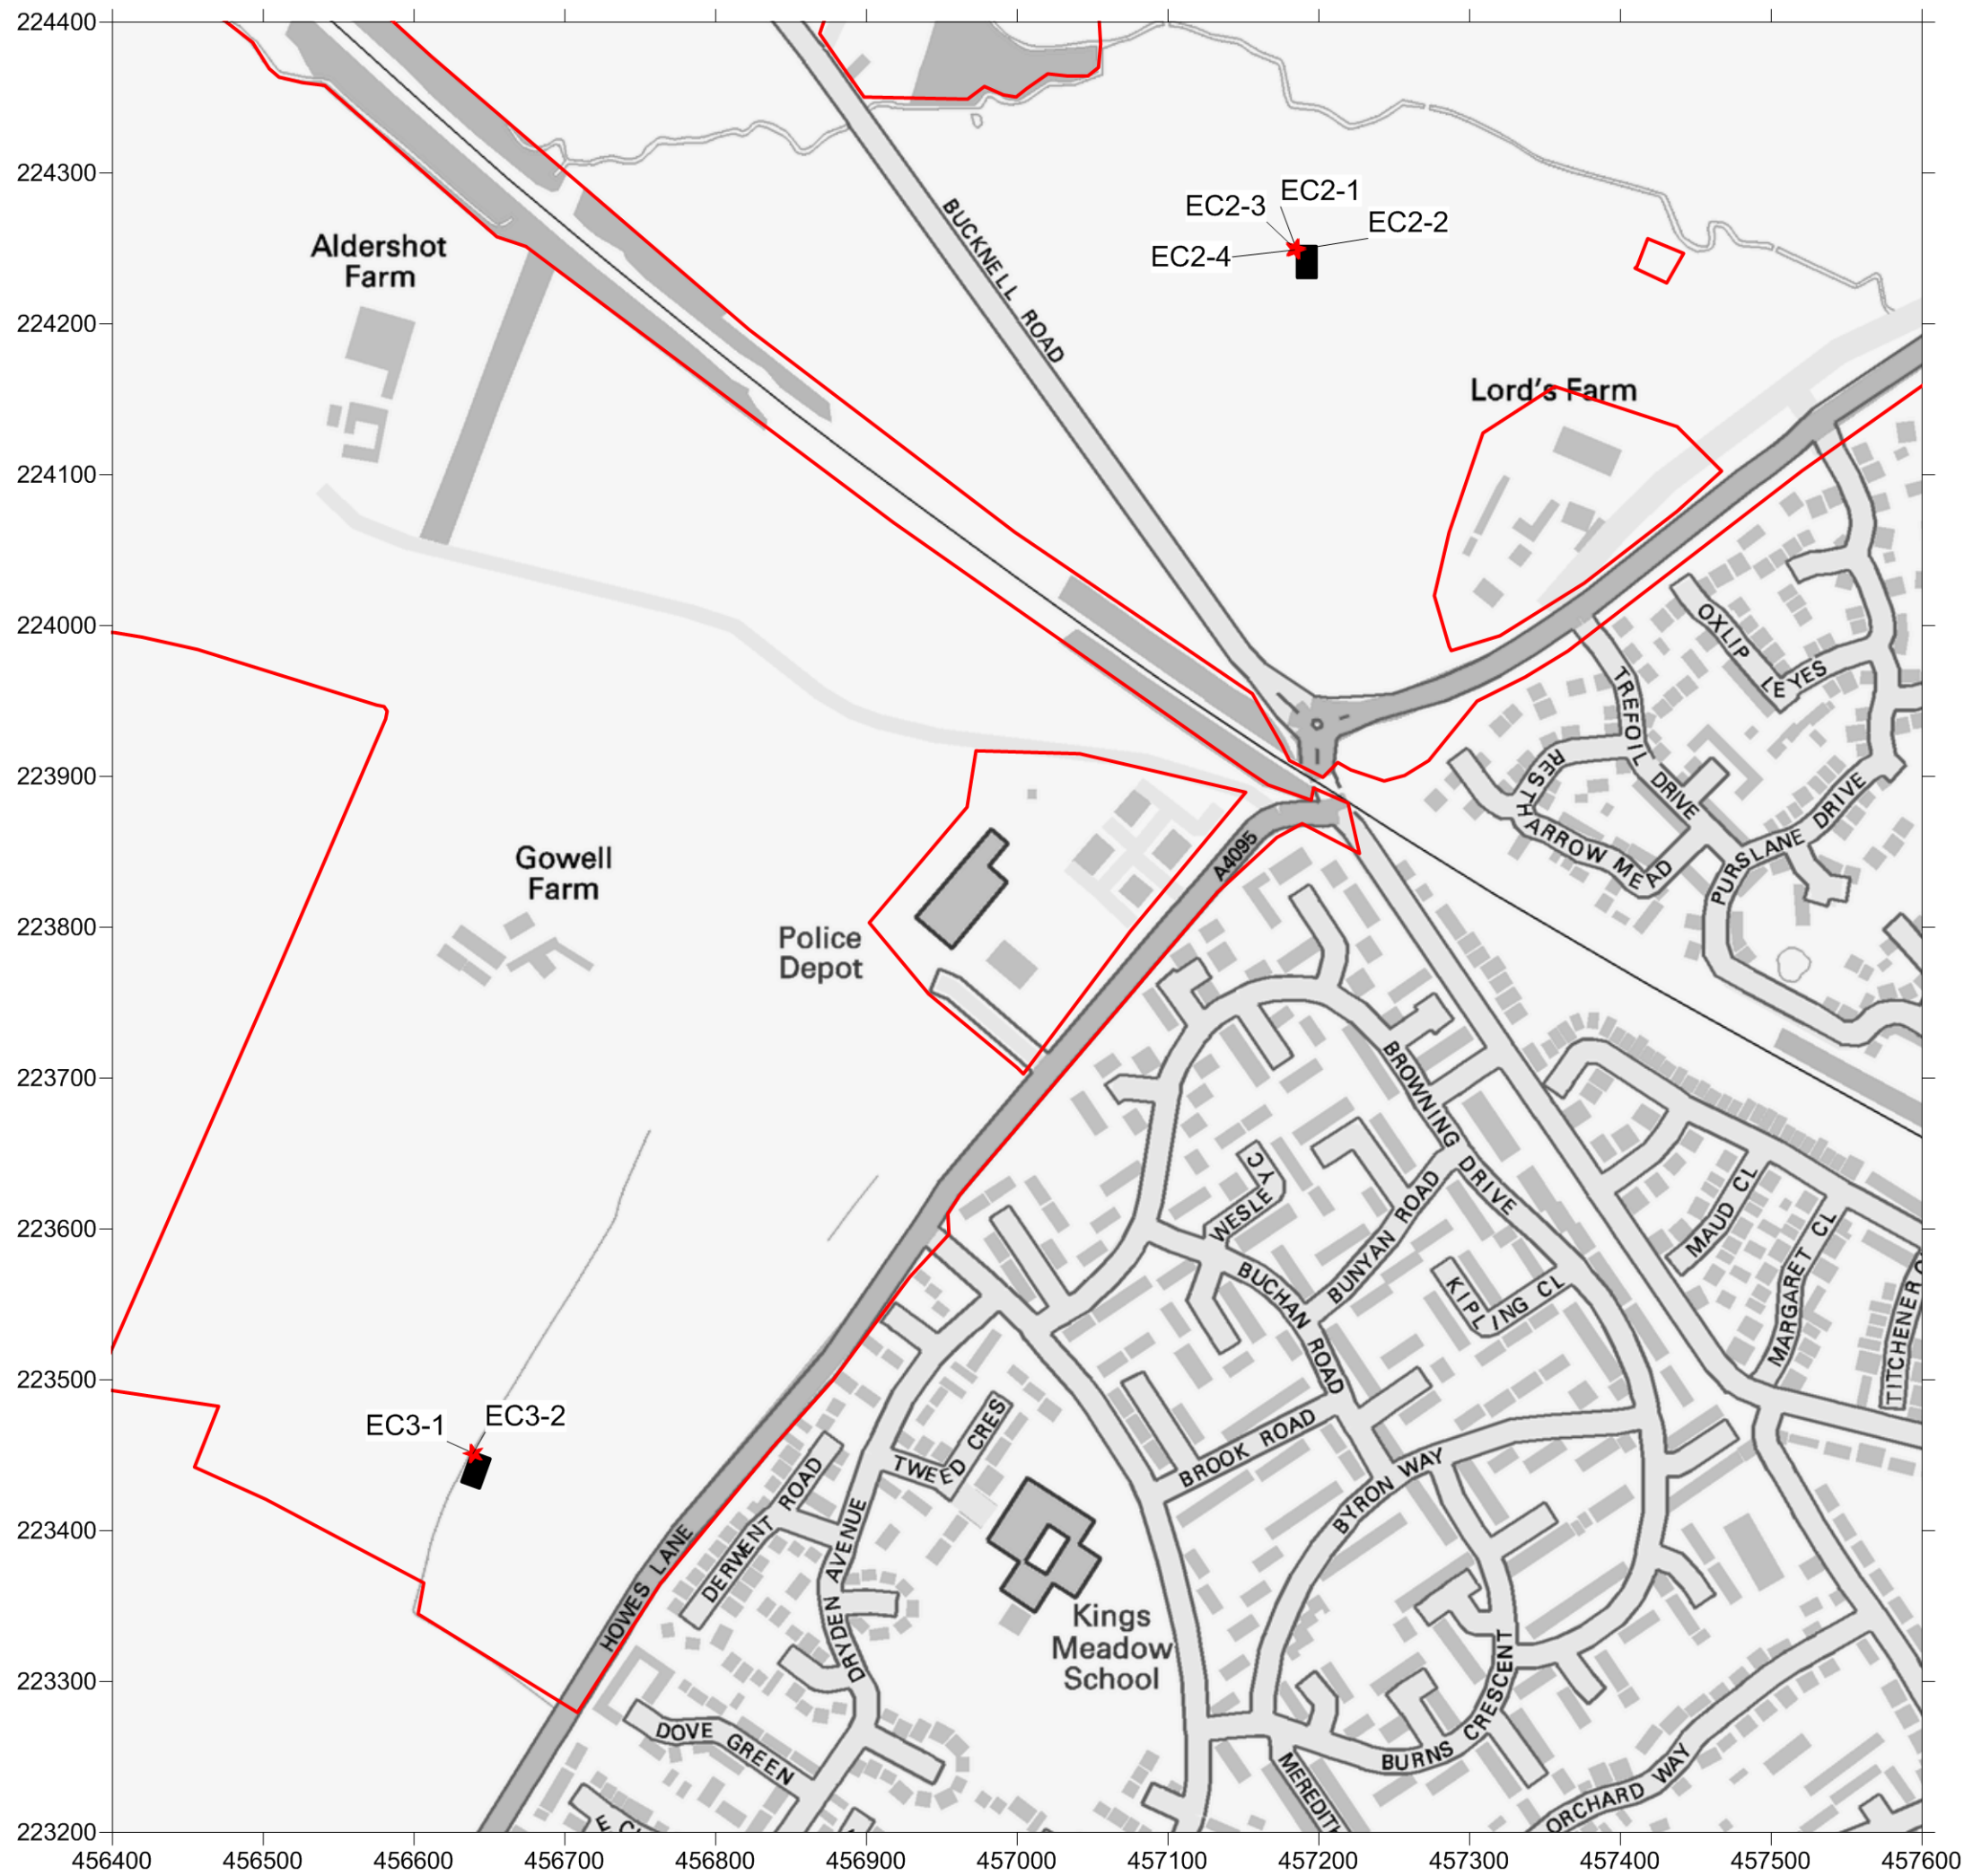 224400
224300
EC2-1
EC2-3
EC2-2
EC2-4
BUCKNELL ROAD
Aldershot
Farm
224200
Lord's Farm
224100
224000
OXLIP
LEYES
TREFOIL DRIVE
223900
RESTHARROW MEAD
PURSLANE DRIVE
A4095
Gowell
Farm
223800
Police
Depot
223700
BROWNING DRIVE
WESLEY C
BUNYAN ROAD
MAUD CL
MARGARET CL
223600
BUCHAN ROAD
KIPLING CL
TITCHENER C
223500
EC3-1
EC3-2
TWEED CRES
BROOK ROAD
BYRON WAY
DERWENT ROAD
223400
HOWES LANE
DRYDEN AVENUE
Kings
Meadow
School
223300
DOVE GREEN
BURNS CRESCENT
MEREDITH
ORCHARD WAY
E CL
223200
456400 456500 456600 456700 456800 456900 457000 457100 457200 457300 457400 457500 457600